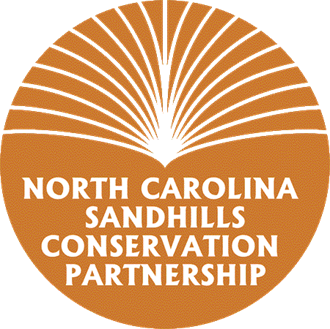 NORTH CAROLINA
SANDHILLS
CONSERVATION
PARTNERSHIP